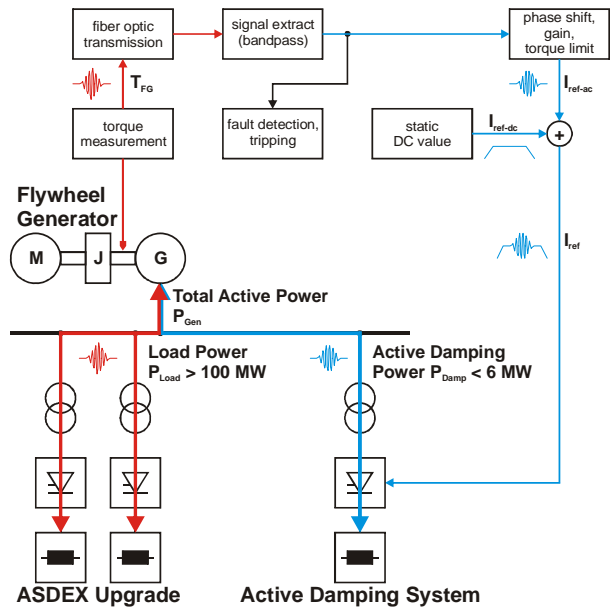 fiber optic
transmission
signal extract
(bandpass)
phase shift,
gain,
torque limit
T_FG
I_ref-ac
torque
measurement
fault detection,
tripping
static
DC value
I_ref-dc
+
Flywheel
Generator
M
J
G
I_ref
Total Active Power
P_Gen
Load Power
P_Load > 100 MW
Active Damping
Power P_Damp < 6 MW
ASDEX Upgrade
Active Damping System